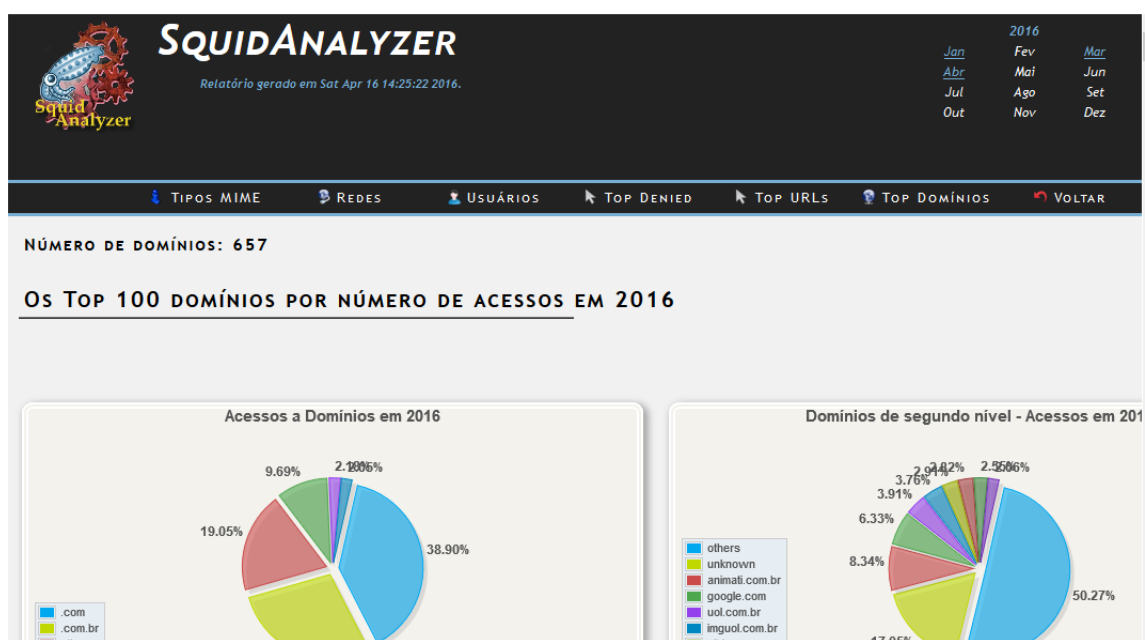 SQUIDANALYZER
Relatório gerado em Sat Apr 16 14:25:22 2016.
Squid
Analyzer
2016
Jan Fev Mar
Abr Mai Jun
Jul Ago Set
Out Nov Dez
TIPOS MIME REDES USUÁRIOS TOP DENIED TOP URLS TOP DOMÍNIOS VOLTAR
NÚMERO DE DOMÍNIOS: 657
OS TOP 100 DOMÍNIOS POR NÚMERO DE ACESSOS EM 2016
Acessos a Domínios em 2016
9.69%
19.05%
38.90%
.com
.com.br
Domínios de segundo nível - Acessos em 201
3.76%
3.91%
6.33%
8.34%
50.27%
others
unknown
animati.com.br
google.com
uol.com.br
imguol.com.br